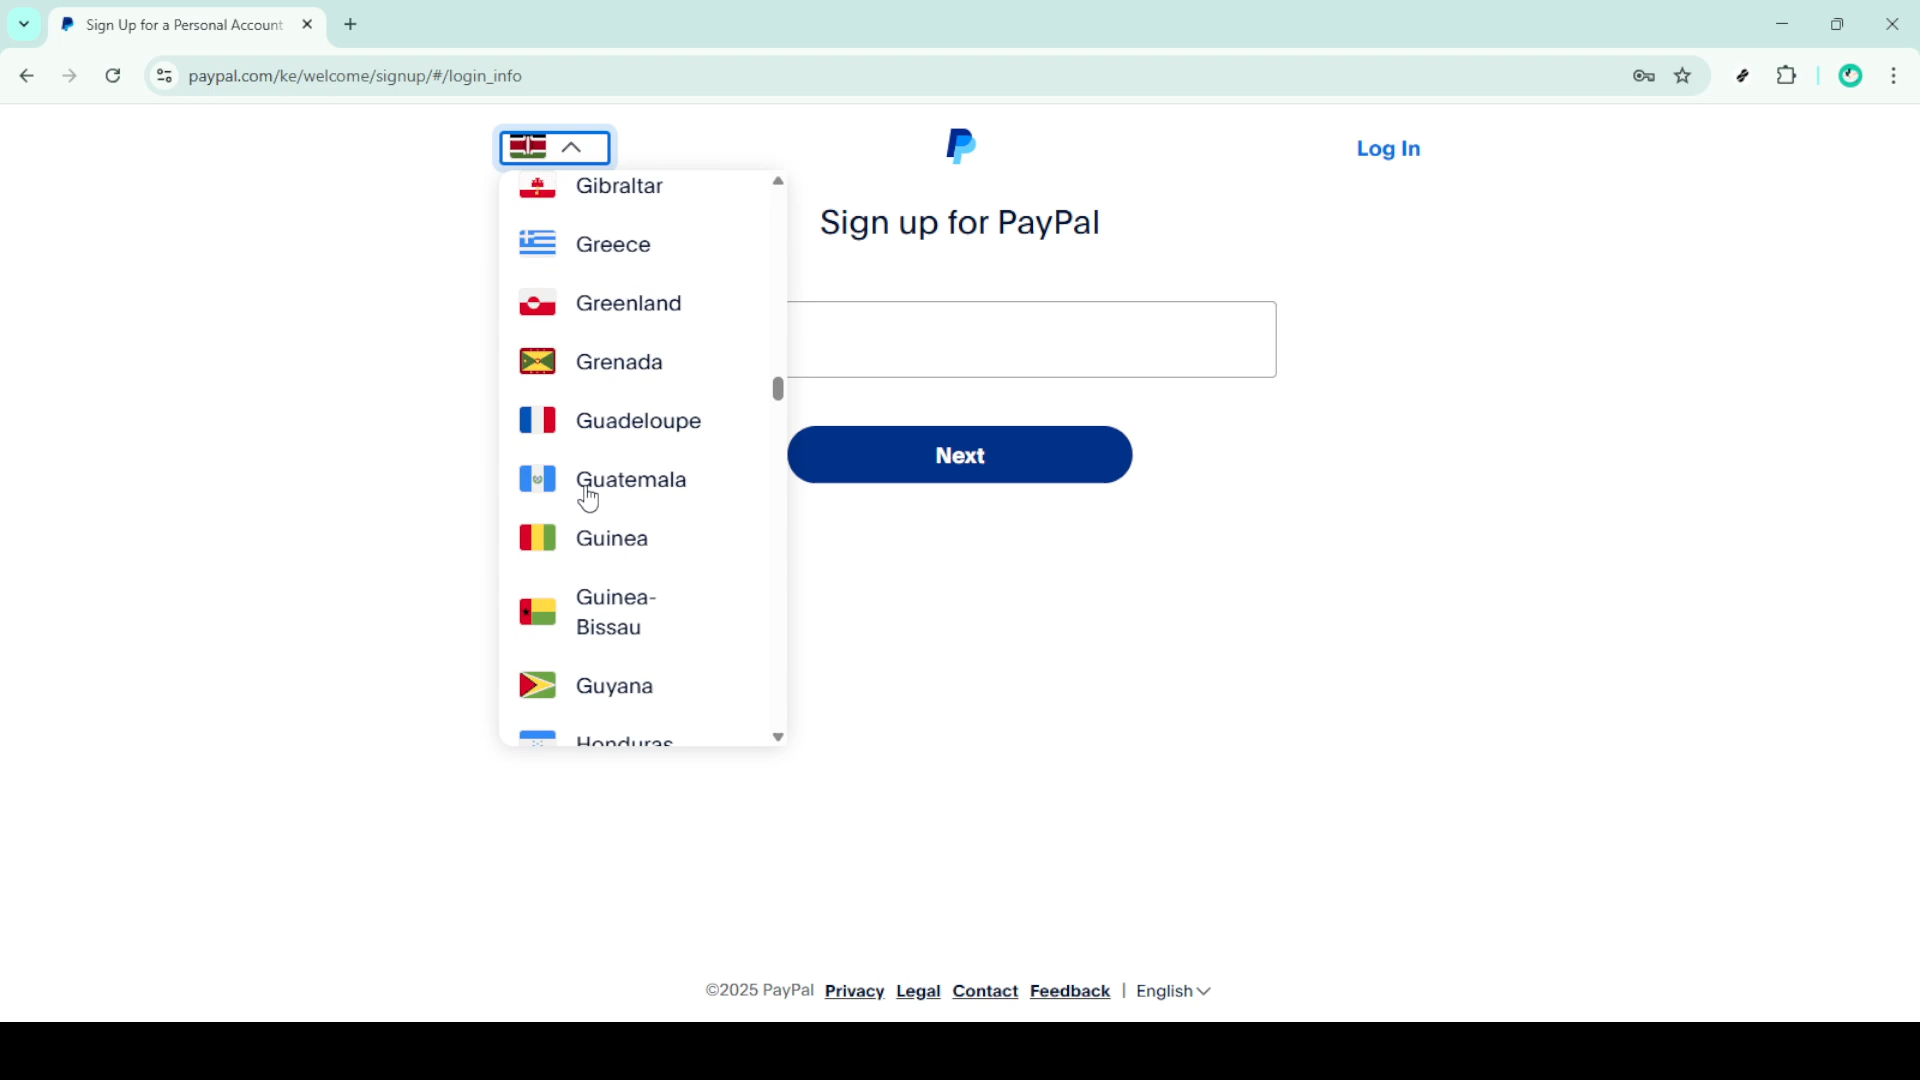 Sign Up for a Personal Account
paypal.com/ke/welcome/signup/#/login_info
Log In
Sign up for PayPal
Gibraltar
Greece
Greenland
Grenada
Guadeloupe
Guatemala
Guinea
Guinea-
Bissau
Guyana
Honduras
Next
©2025 PayPal Privacy Legal Contact Feedback | English